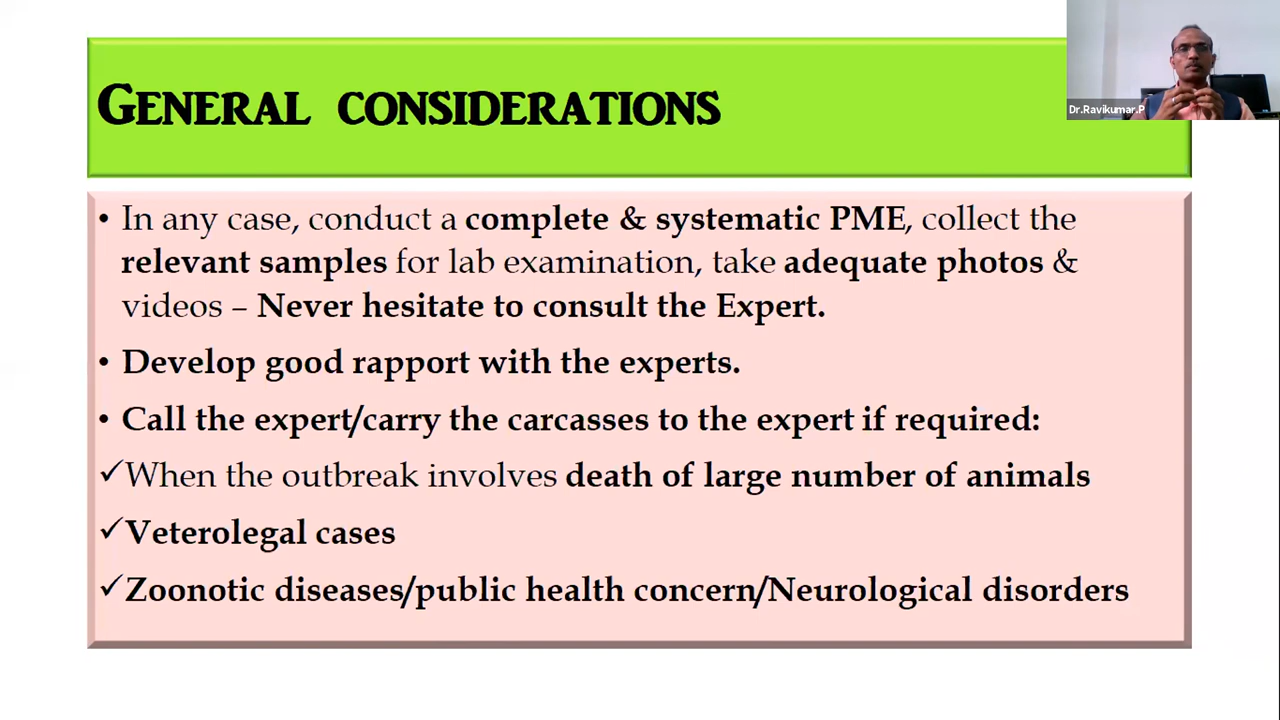 GENERAL CONSIDERATIONS
Dr.Ravikumar.P
• In any case, conduct a complete & systematic PME, collect the
relevant samples for lab examination, take adequate photos &
videos – Never hesitate to consult the Expert.
• Develop good rapport with the experts.
• Call the expert/carry the carcasses to the expert if required:
✓When the outbreak involves death of large number of animals
✓Veterolegal cases
✓Zoonotic diseases/public health concern/Neurological disorders